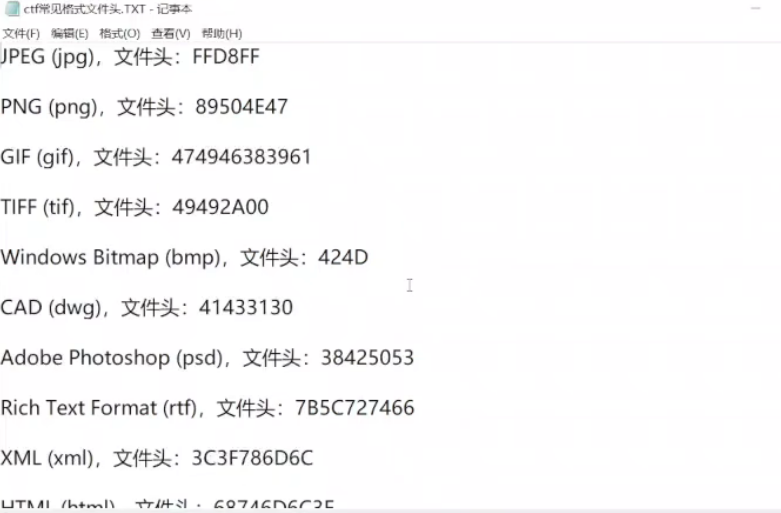 ctf常见格式文件头.TXT - 记事本
文件(F) 编辑(E) 格式(O) 查看(V) 帮助(H)
JPEG (jpg)，文件头：FFD8FF
PNG (png)，文件头：89504E47
GIF (gif)，文件头：474946383961
TIFF (tif)，文件头：49492A00
Windows Bitmap (bmp)，文件头：424D
CAD (dwg)，文件头：41433130
Adobe Photoshop (psd)，文件头：38425053
Rich Text Format (rtf)，文件头：7B5C727466
XML (xml)，文件头：3C3F786D6C
HTML (html)，文件头：68746D6C3E